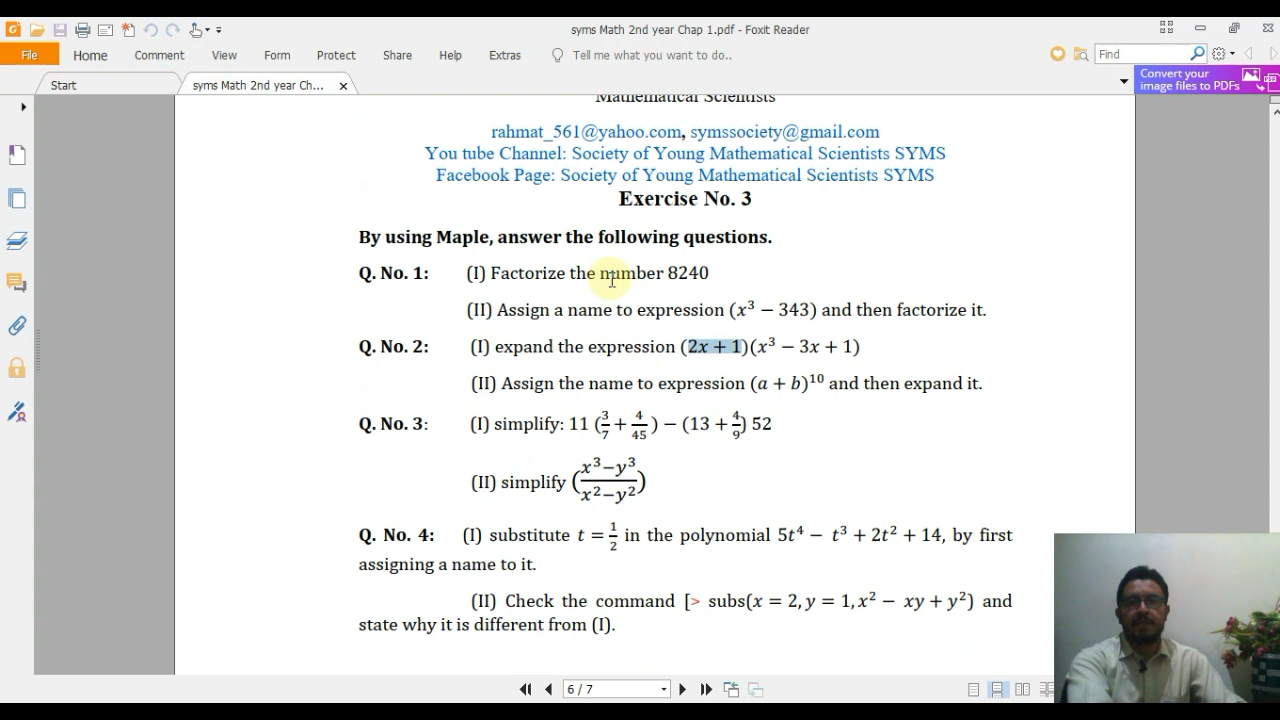 syms Math 2nd year Chap 1.pdf - Foxit Reader
File Home Comment View Form Protect Share Help Extras Tell me what you want to do.. Find
Start syms Math 2nd year Ch... Convert your
image files to PDFs
Mathematical Scientists
rahmat_561@yahoo.com, symssociety@gmail.com
You tube Channel: Society of Young Mathematical Scientists SYMS
Facebook Page: Society of Young Mathematical Scientists SYMS
Exercise No. 3
By using Maple, answer the following questions.
Q. No. 1: (I) Factorize the number 8240
(II) Assign a name to expression (x³ − 343) and then factorize it.
Q. No. 2: (I) expand the expression (2x + 1)(x³ − 3x + 1)
(II) Assign the name to expression (a + b)¹⁰ and then expand it.
Q. No. 3: (I) simplify: 11 (3/7 + 4/45) − (13 + 4/9) 52
(II) simplify (x³−y³/x²−y²)
Q. No. 4: (I) substitute t = 1/2 in the polynomial 5t⁴ − t³ + 2t² + 14, by first
assigning a name to it.
(II) Check the command [> subs(x = 2, y = 1, x² − xy + y²) and
state why it is different from (I).
6 / 7